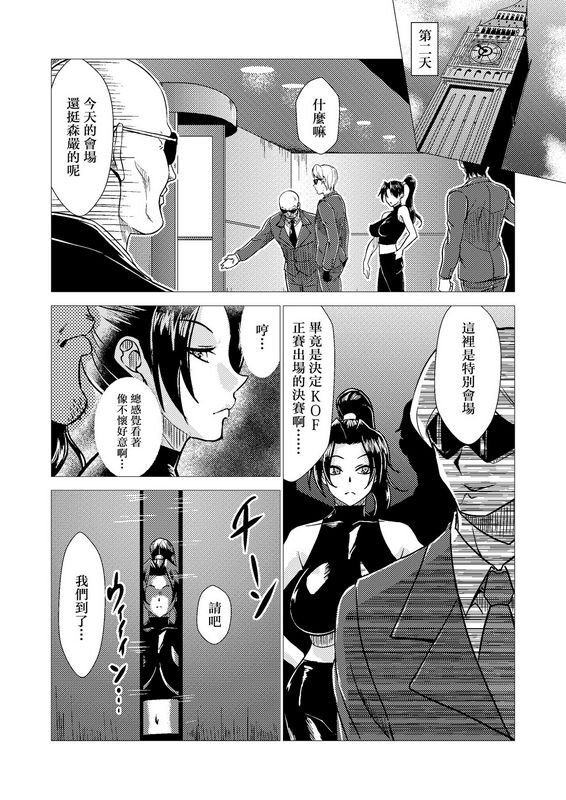 第二天
什麼嘛
今天的會場
還挺森嚴的呢
這裡是特別會場
畢竟是決定KOF
正賽出場的決賽啊……
哼…
總感覺看著
像不懷好意啊…
チーン
請吧
ウィーィン…
我們到了…